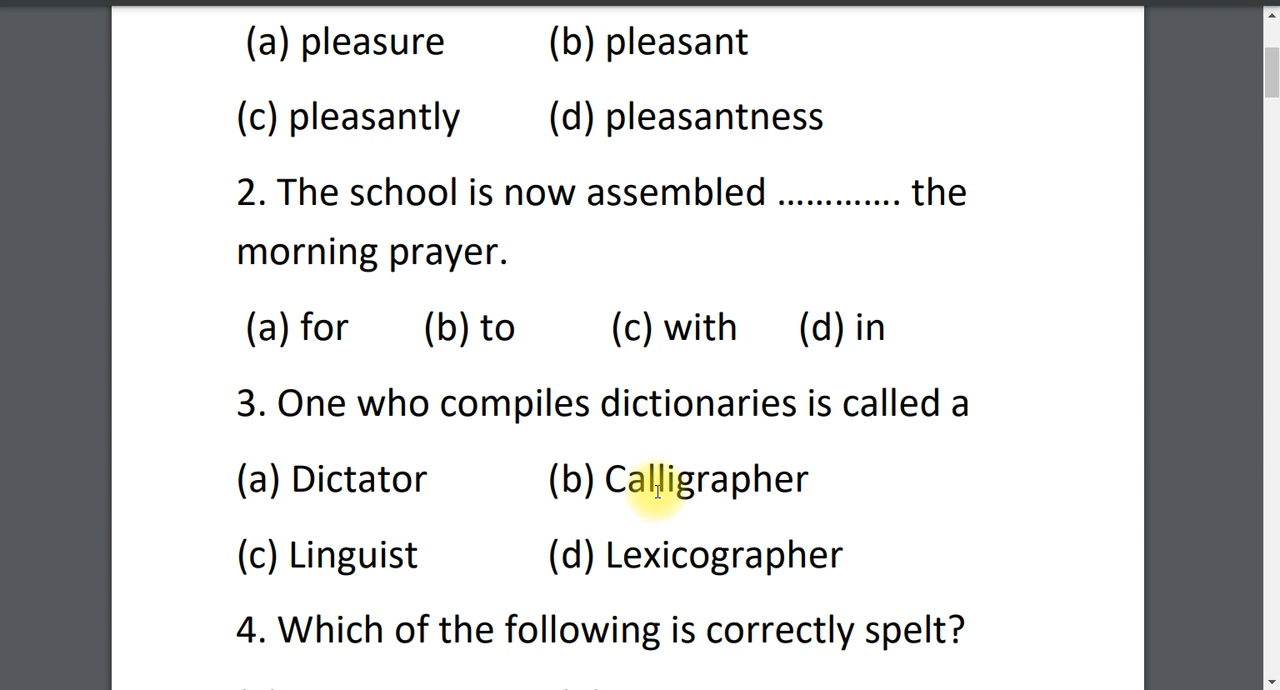 (a) pleasure (b) pleasant
(c) pleasantly (d) pleasantness
2. The school is now assembled ............. the
morning prayer.
(a) for (b) to (c) with (d) in
3. One who compiles dictionaries is called a
(a) Dictator (b) Calligrapher
(c) Linguist (d) Lexicographer
4. Which of the following is correctly spelt?